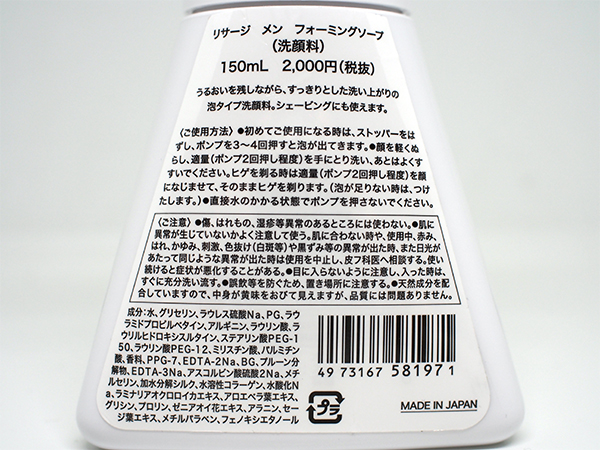 リサージ　メン　フォーミングソープ
（洗顔料）
150mL　2,000円（税抜）
うるおいを残しながら、すっきりとした洗い上がりの
泡タイプ洗顔料。シェービングにも使えます。
〈ご使用方法〉●初めてご使用になる時は、ストッパーをは
ずし、ポンプを3〜4回押すと泡が出てきます。●顔を軽くぬ
らし、適量（ポンプ2回押し程度）を手にとり洗い、あとはよくす
すいでください。ヒゲを剃る時は適量（ポンプ2回押し程度）を顔
になじませて、そのままヒゲを剃ります。（泡が足りない時は、つけ
たします。）●直接水のかかる状態でポンプを押さないでください。
〈ご注意〉●傷、はれもの、湿疹等異常のあるところには使わない。●肌に
異常が生じていないかよく注意して使う。肌に合わない時や、使用中、赤み、
はれ、かゆみ、刺激、色抜け（白斑等）や黒ずみ等の異常が出た時、また日光が
あたって同じような異常が出た時は使用を中止し、皮フ科医へ相談する。使い
続けると症状が悪化することがある。●目に入らないように注意し、入った時は、
すぐに充分洗い流す。●誤飲等を防ぐため、置き場所に注意する。●天然成分を配
合していますので、中身が黄味をおびて見えますが、品質には問題ありません。
成分：水、グリセリン、ラウレス硫酸Na、PG、ラウ
ラミドプロピルベタイン、アルギニン、ラウリン酸、ラ
ウリルヒドロキシスルタイン、ステアリン酸PEG-1
50、ラウリン酸PEG-12、ミリスチン酸、パルミチン
酸、香料、PPG-7、EDTA-2Na、BG、プルーン分
解物、EDTA-3Na、アスコルビン酸硫酸2Na、メ
チルセリン、加水分解シルク、水溶性コラーゲン、水酸化N
a、ラミナリアオクロロイカエキス、アロエベラ葉エキス、
グリシン、プロリン、ゼニアオイ花エキス、アラニン、セー
ジ葉エキス、メチルパラベン、フェノキシエタノール
4 973167 581971
プラ
MADE IN JAPAN